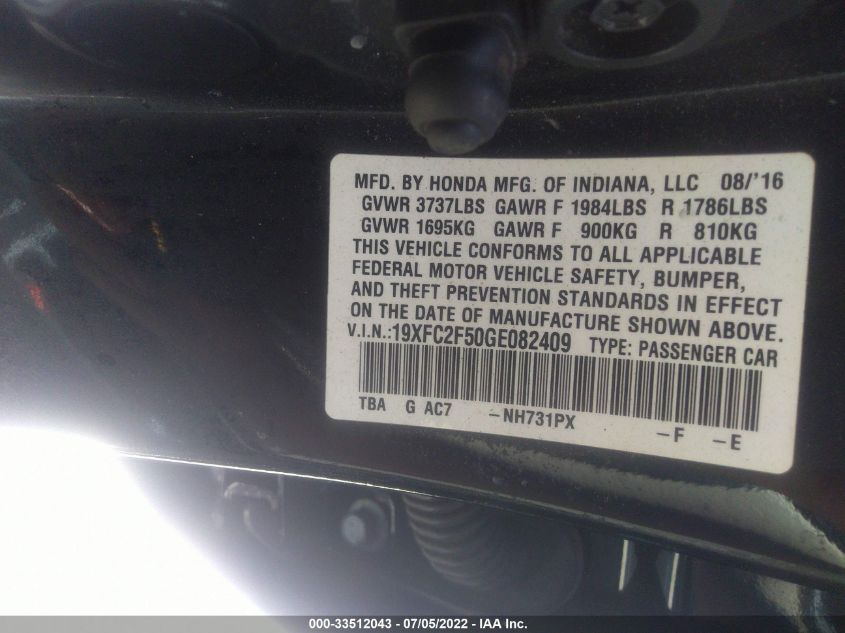 MFD. BY HONDA MFG. OF INDIANA, LLC 08/'16
GVWR 3737LBS GAWR F 1984LBS R 1786LBS
GVWR 1695KG GAWR F 900KG R 810KG
THIS VEHICLE CONFORMS TO ALL APPLICABLE
FEDERAL MOTOR VEHICLE SAFETY, BUMPER,
AND THEFT PREVENTION STANDARDS IN EFFECT
ON THE DATE OF MANUFACTURE SHOWN ABOVE.
V.I.N.:19XFC2F50GE082409 TYPE: PASSENGER CAR
TBA G AC7 -NH731PX -F -E
000-33512043 - 07/05/2022 - IAA Inc.